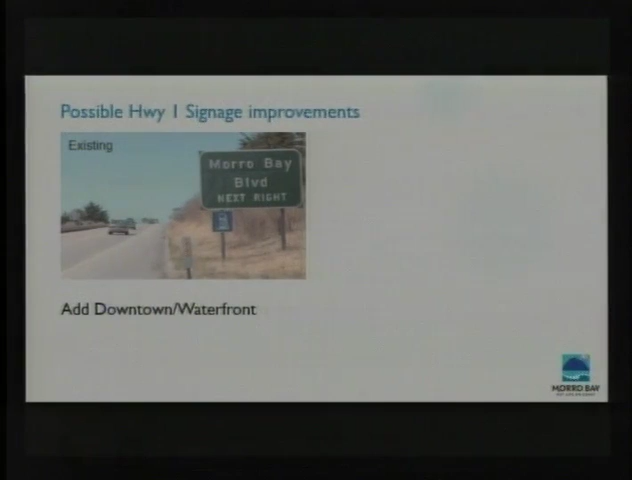 Possible Hwy 1 Signage improvements
Existing
Morro Bay
Blvd
NEXT RIGHT
Add Downtown/Waterfront
MORRO BAY